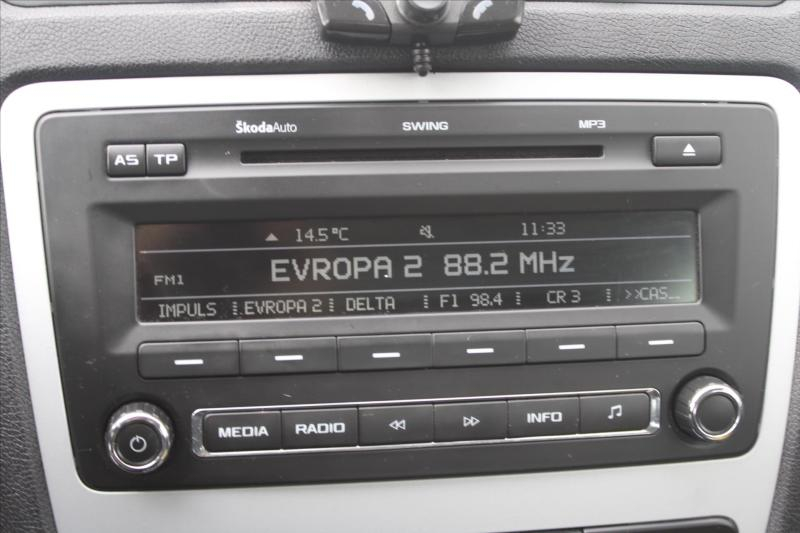 ŠkodaAuto SWING MP3
AS TP
14.5°C 11:33
FM1 EVROPA 2 88.2 MHz
IMPULS EVROPA 2 DELTA F1 98.4 CR 3 >>CAS...
MEDIA RADIO INFO